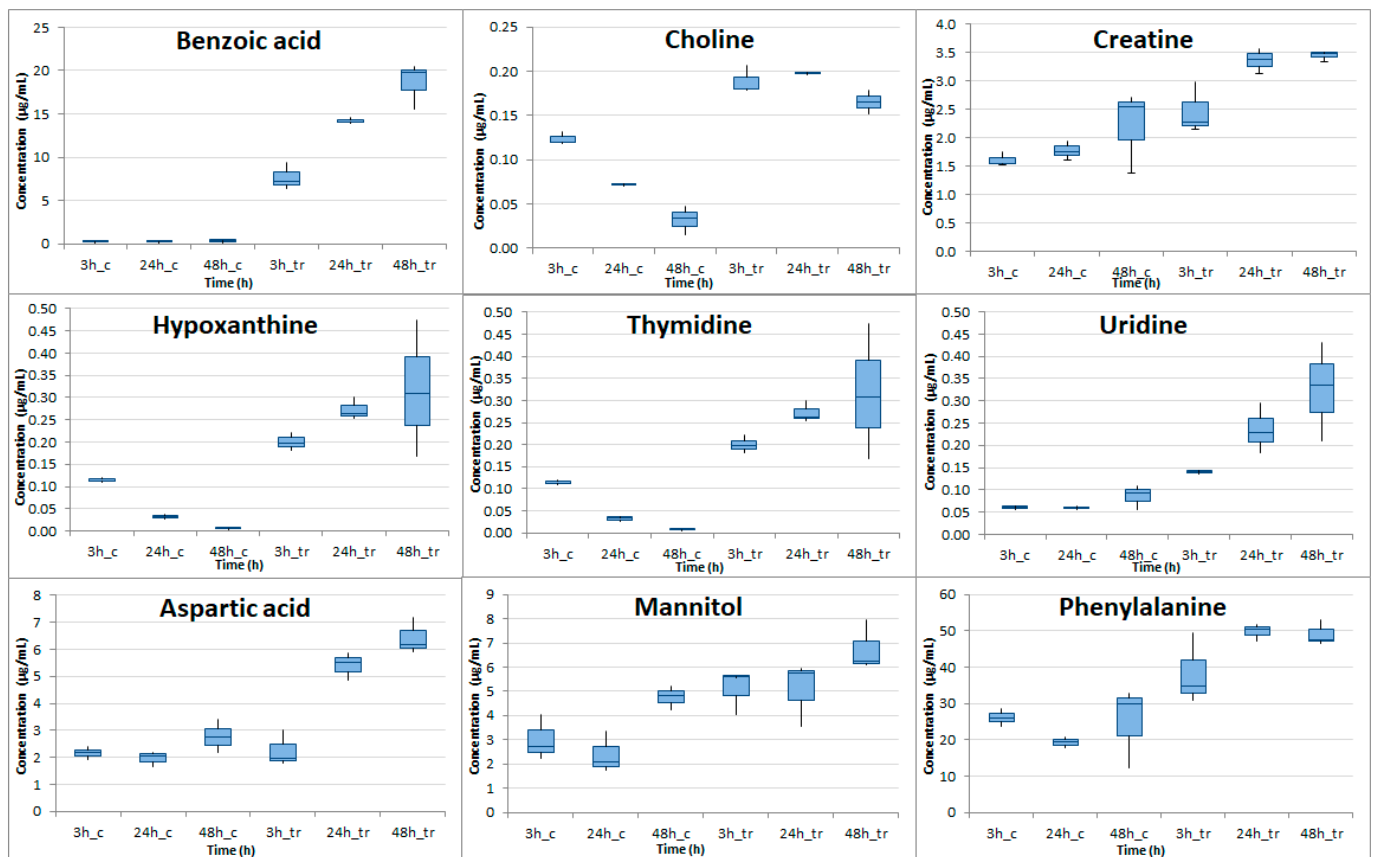 Benzoic acid
Concentration (µg/mL)
25
20
15
10
5
0
3h_c 24h_c 48h_c 3h_tr 24h_tr 48h_tr
Time (h)
Choline
Concentration (µg/mL)
0.25
0.20
0.15
0.10
0.05
0.00
3h_c 24h_c 48h_c 3h_tr 24h_tr 48h_tr
Time (h)
Creatine
Concentration (µg/mL)
4.0
3.5
3.0
2.5
2.0
1.5
1.0
0.5
0.0
3h_c 24h_c 48h_c 3h_tr 24h_tr 48h_tr
Time (h)
Hypoxanthine
Concentration (µg/mL)
0.50
0.45
0.40
0.35
0.30
0.25
0.20
0.15
0.10
0.05
0.00
3h_c 24h_c 48h_c 3h_tr 24h_tr 48h_tr
Time (h)
Thymidine
Concentration (µg/mL)
0.50
0.45
0.40
0.35
0.30
0.25
0.20
0.15
0.10
0.05
0.00
3h_c 24h_c 48h_c 3h_tr 24h_tr 48h_tr
Time (h)
Uridine
Concentration (µg/mL)
0.50
0.45
0.40
0.35
0.30
0.25
0.20
0.15
0.10
0.05
0.00
3h_c 24h_c 48h_c 3h_tr 24h_tr 48h_tr
Time (h)
Aspartic acid
Concentration (µg/mL)
8
7
6
5
4
3
2
1
0
3h_c 24h_c 48h_c 3h_tr 24h_tr 48h_tr
Time (h)
Mannitol
Concentration (µg/mL)
9
8
7
6
5
4
3
2
1
0
3h_c 24h_c 48h_c 3h_tr 24h_tr 48h_tr
Time (h)
Phenylalanine
Concentration (µg/mL)
60
50
40
30
20
10
0
3h_c 24h_c 48h_c 3h_tr 24h_tr 48h_tr
Time (h)